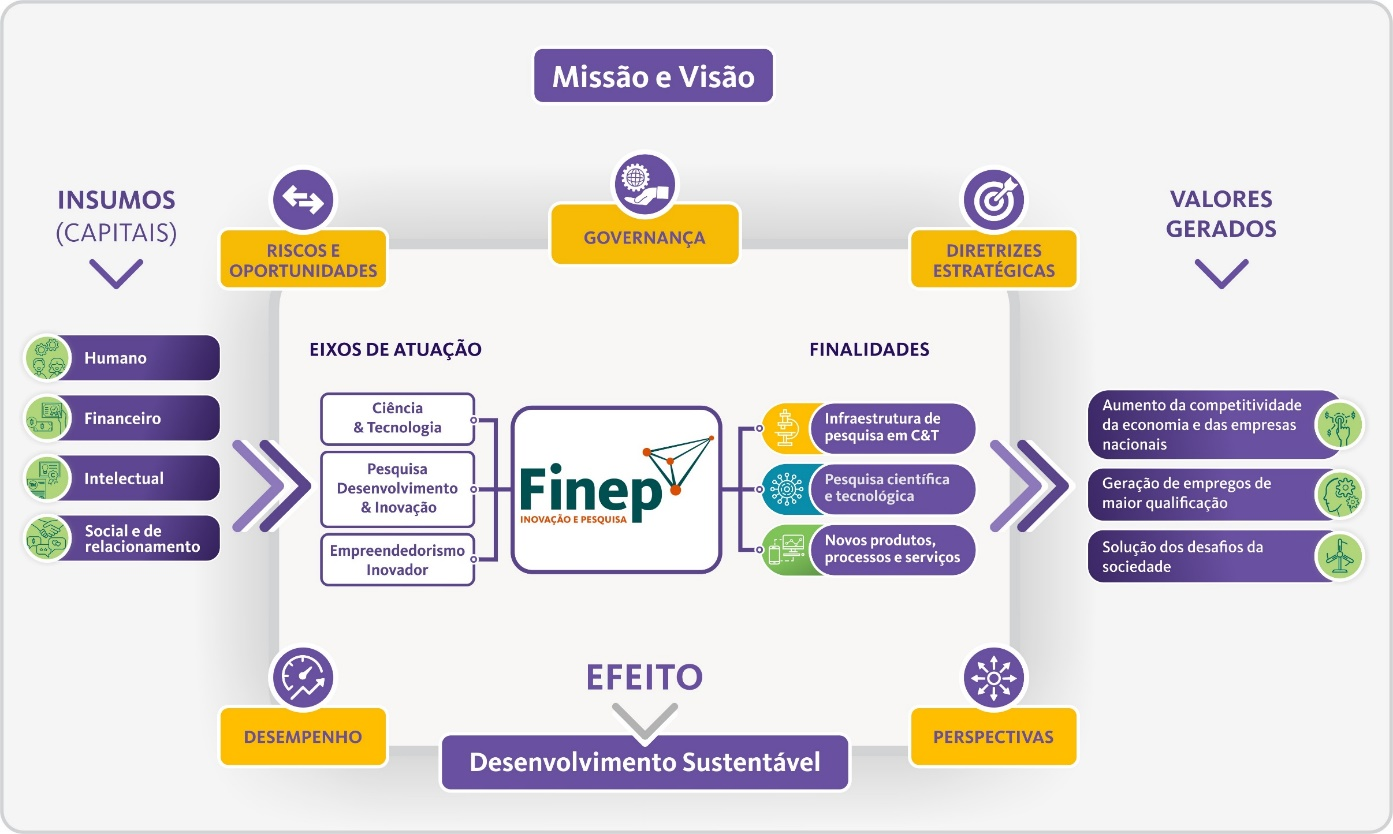 Missão e Visão
INSUMOS
(CAPITAIS)
RISCOS E
OPORTUNIDADES
GOVERNANÇA
DIRETRIZES
ESTRATÉGICAS
VALORES
GERADOS
Humano
Financeiro
Intelectual
Social e de
relacionamento
EIXOS DE ATUAÇÃO
Ciência
& Tecnologia
Pesquisa
Desenvolvimento
& Inovação
Empreendedorismo
Inovador
Finep
INOVAÇÃO E PESQUISA
FINALIDADES
Infraestrutura de
pesquisa em C&T
Pesquisa científica
e tecnológica
Novos produtos,
processos e serviços
Aumento da competitividade
da economia e das empresas
nacionais
Geração de empregos de
maior qualificação
Solução dos desafios da
sociedade
DESEMPENHO
EFEITO
Desenvolvimento Sustentável
PERSPECTIVAS